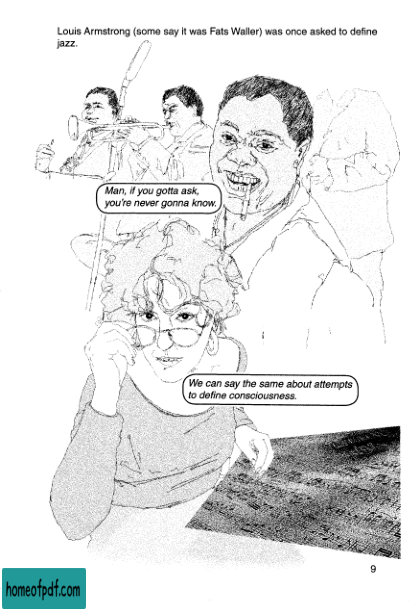 Louis Armstrong (some say it was Fats Waller) was once asked to define
jazz.
Man, if you gotta ask,
you're never gonna know.
We can say the same about attempts
to define consciousness.
9
homeofpdf.com